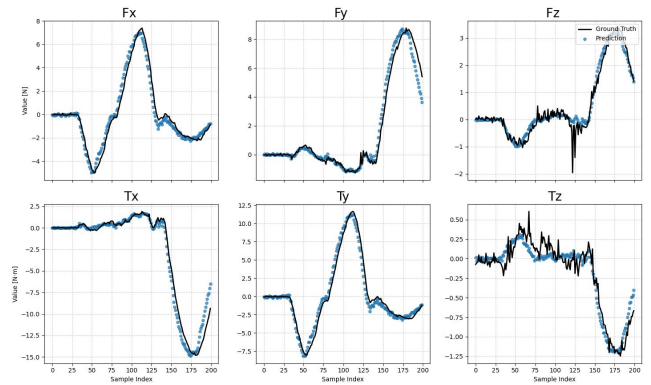 Fx
Fy
Fz
Value [N]
8
6
4
2
0
−2
−4
8
6
4
2
0
3
2
1
0
−1
−2
Ground Truth
Prediction
Tx
Ty
Tz
Value [N·m]
2.5
0.0
−2.5
−5.0
−7.5
−10.0
−12.5
−15.0
0 25 50 75 100 125 150 175 200
Sample Index
12.5
10.0
7.5
5.0
2.5
0.0
−2.5
−5.0
−7.5
0 25 50 75 100 125 150 175 200
Sample Index
0.50
0.25
0.00
−0.25
−0.50
−0.75
−1.00
−1.25
0 25 50 75 100 125 150 175 200
Sample Index